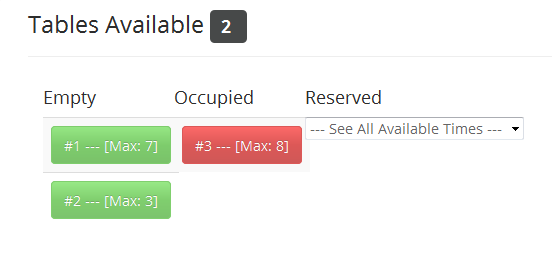 Tables Available 2
Empty Occupied Reserved
#1 --- [Max: 7] #3 --- [Max: 8] --- See All Available Times ---
#2 --- [Max: 3]